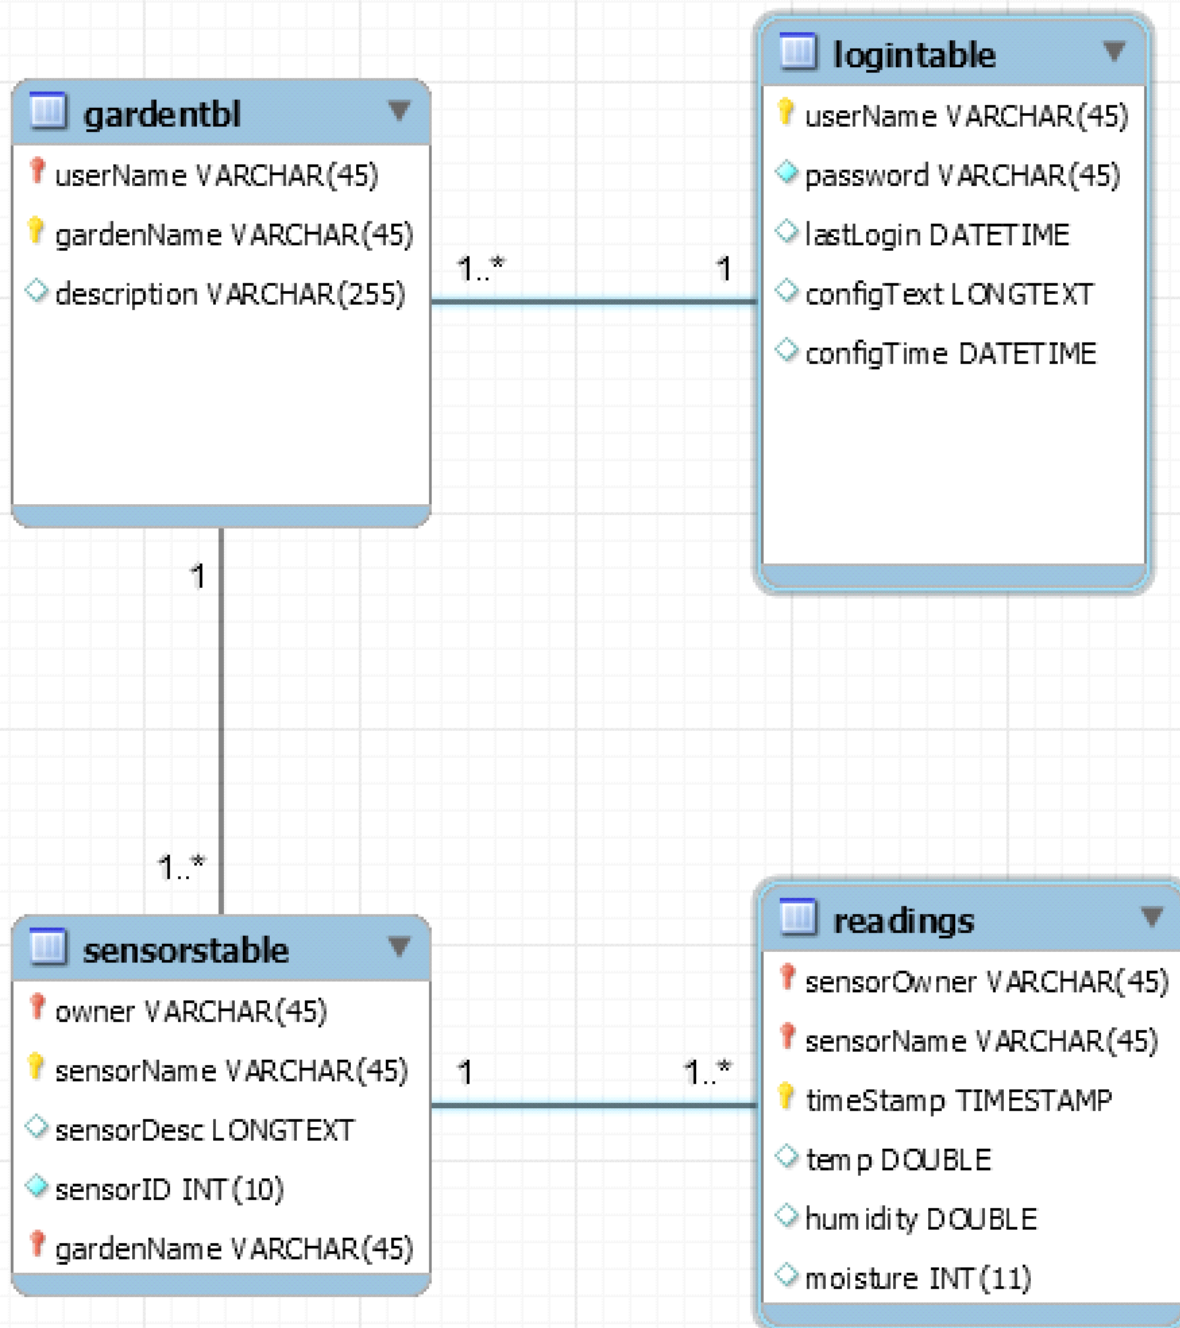 gardentbl
userName VARCHAR(45)
gardenName VARCHAR(45)
description VARCHAR(255)
1..*
1
logintable
userName VARCHAR(45)
password VARCHAR(45)
lastLogin DATETIME
configText LONGTEXT
configTime DATETIME
1
1..*
sensorstable
owner VARCHAR(45)
sensorName VARCHAR(45)
sensorDesc LONGTEXT
sensorID INT(10)
gardenName VARCHAR(45)
1
1..*
readings
sensorOwner VARCHAR(45)
sensorName VARCHAR(45)
timeStamp TIMESTAMP
temp DOUBLE
humidity DOUBLE
moisture INT(11)